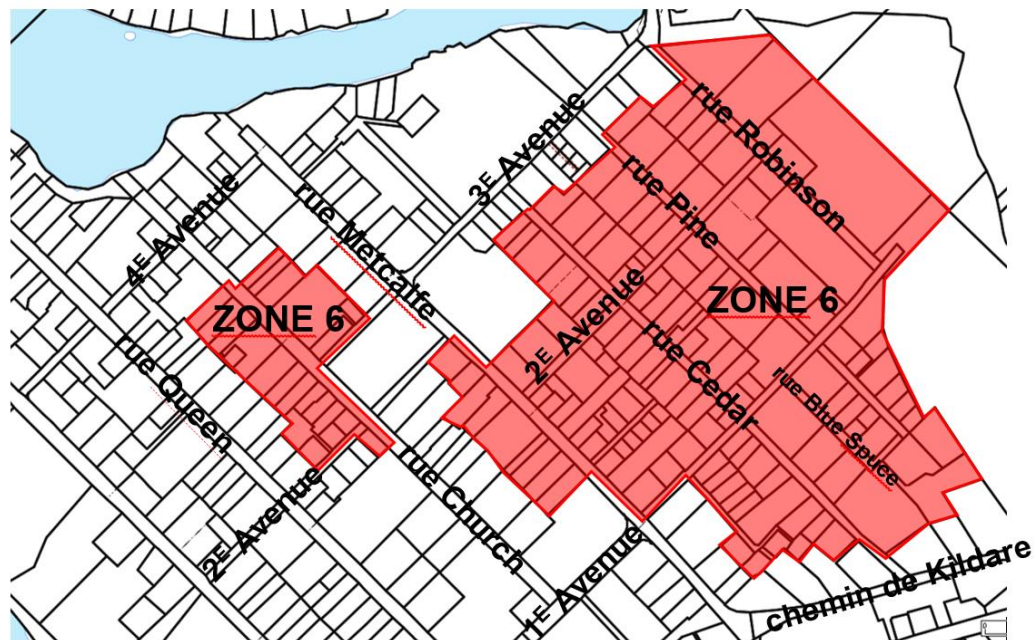 rue Robinson
3E Avenue
rue Pine
4E Avenue
rue Metcalfe
ZONE 6
ZONE 6
2E Avenue
rue Cedar
rue Queen
rue Blue Spuce
rue Church
2E Avenue
1E Avenue
chemin de Kildare